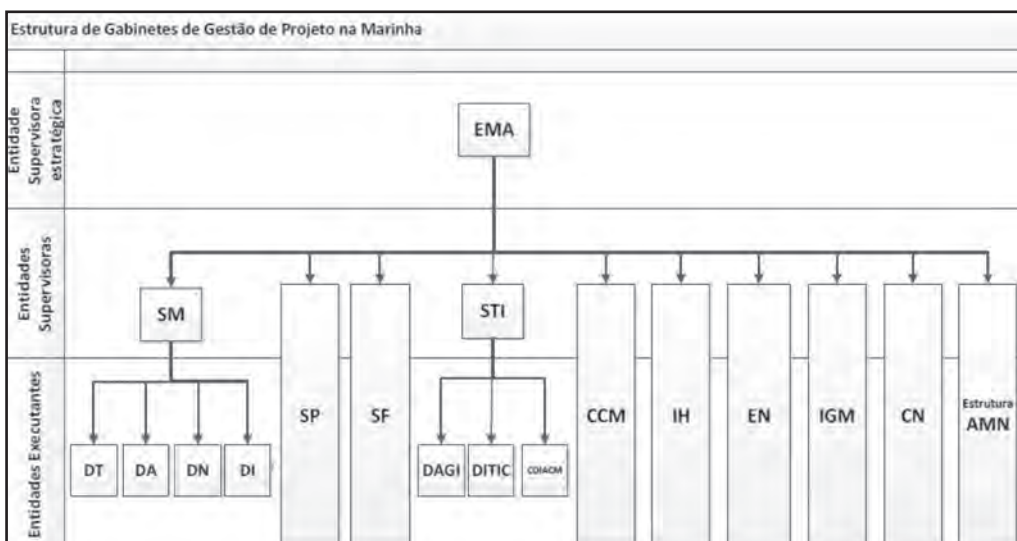 Estrutura de Gabinetes de Gestão de Projeto na Marinha
Entidade
Supervisora
estratégica
EMA
Entidades
Supervisoras
SM
STI
Entidades Executantes
SP
SF
CCM
IH
EN
IGM
CN
Estrutura
AMN
DT
DA
DN
DI
DAGI
DITIC